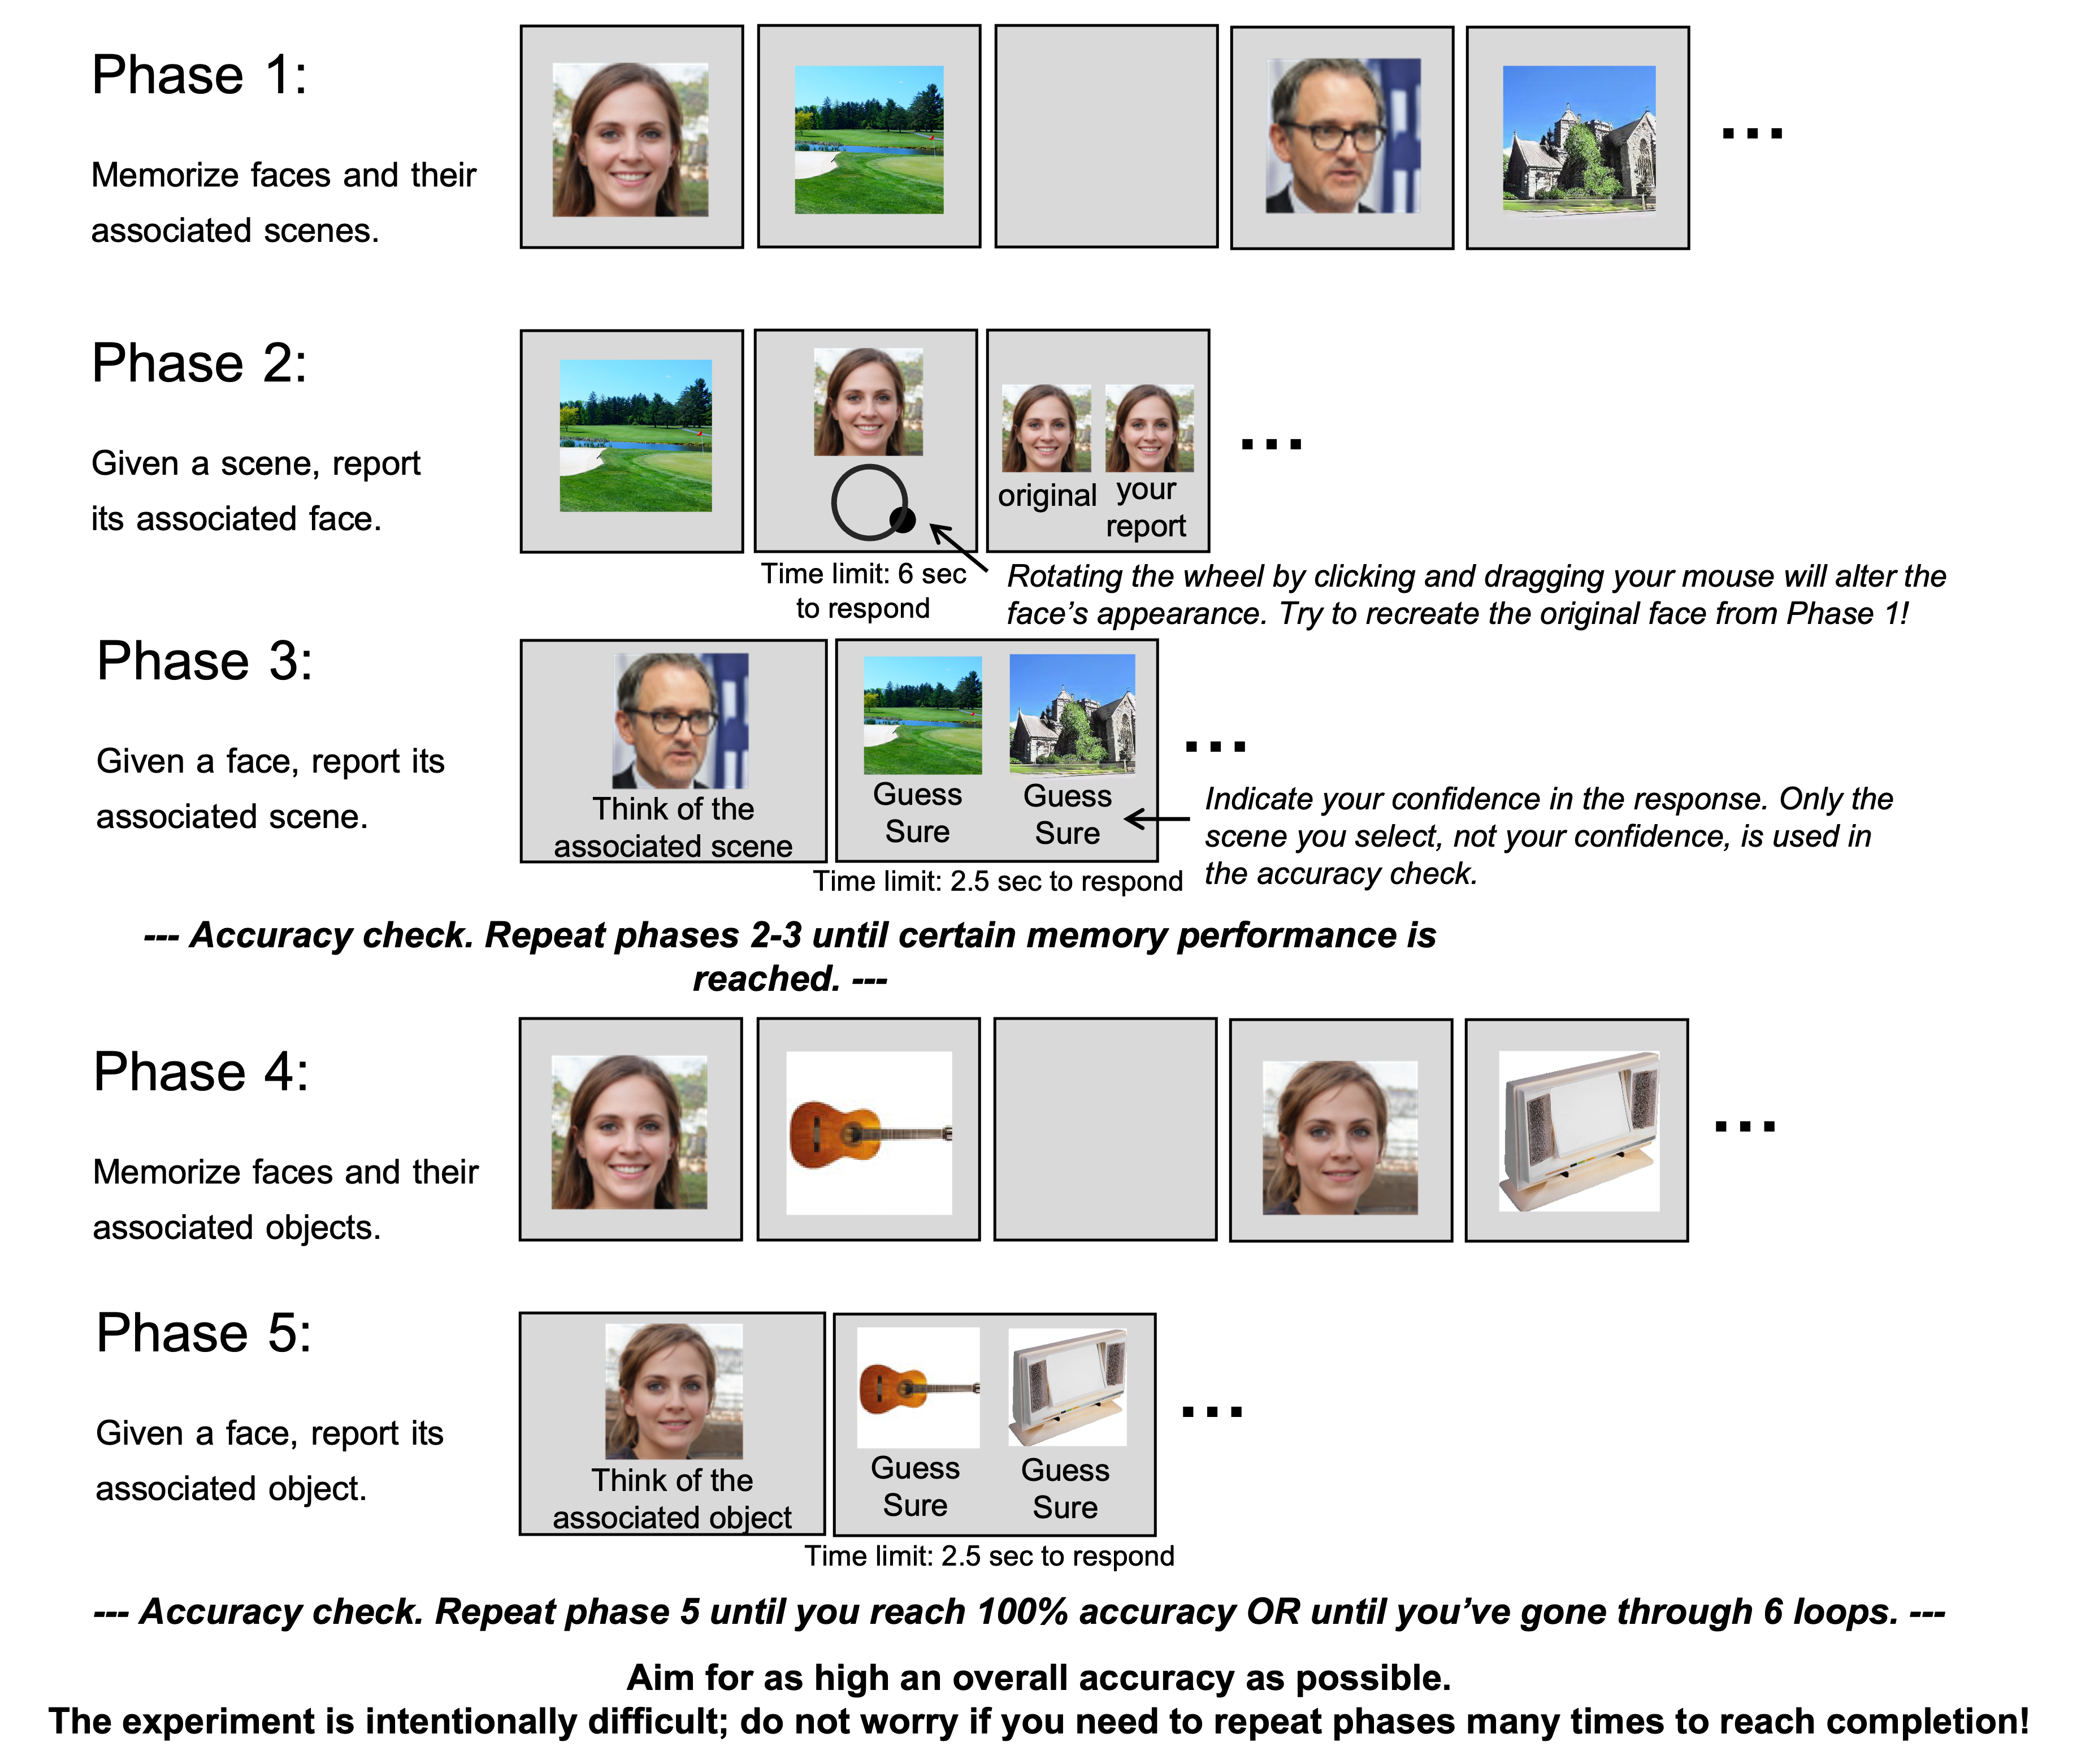 Phase 1:
Memorize faces and their
associated scenes.
...
Phase 2:
Given a scene, report
its associated face.
original
your
report
...
Time limit: 6 sec
to respond
Rotating the wheel by clicking and dragging your mouse will alter the
face's appearance. Try to recreate the original face from Phase 1!
Phase 3:
Given a face, report its
associated scene.
Think of the
associated scene
Guess
Sure
Guess
Sure
...
Time limit: 2.5 sec to respond
Indicate your confidence in the response. Only the
scene you select, not your confidence, is used in
the accuracy check.
--- Accuracy check. Repeat phases 2-3 until certain memory performance is
reached. ---
Phase 4:
Memorize faces and their
associated objects.
...
Phase 5:
Given a face, report its
associated object.
Think of the
associated object
Guess
Sure
Guess
Sure
...
Time limit: 2.5 sec to respond
--- Accuracy check. Repeat phase 5 until you reach 100% accuracy OR until you've gone through 6 loops. ---
Aim for as high an overall accuracy as possible.
The experiment is intentionally difficult; do not worry if you need to repeat phases many times to reach completion!